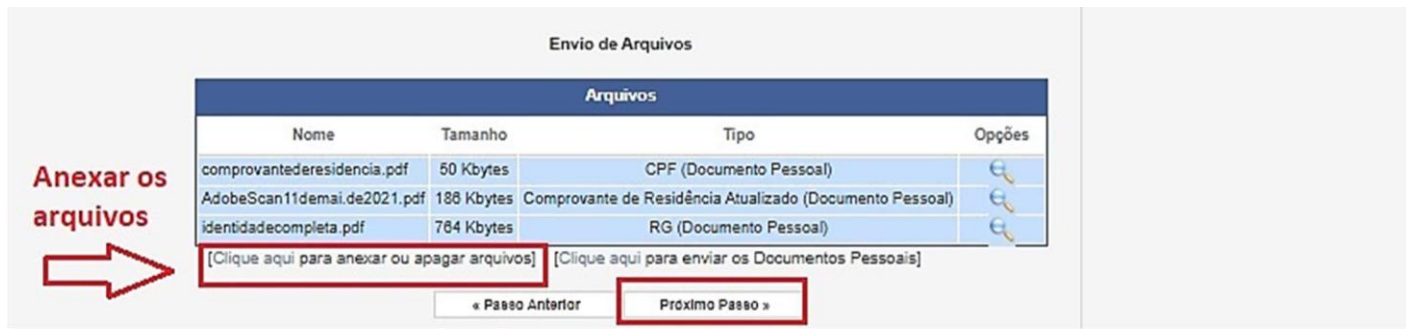 Envio de Arquivos
Arquivos
Nome Tamanho Tipo Opções
comprovantederesidencia.pdf 50 Kbytes CPF (Documento Pessoal)
AdobeScan11demai.de2021.pdf 186 Kbytes Comprovante de Residência Atualizado (Documento Pessoal)
identidadecompleta.pdf 764 Kbytes RG (Documento Pessoal)
Anexar os
arquivos
[Clique aqui para anexar ou apagar arquivos] [Clique aqui para enviar os Documentos Pessoais]
« Passo Anterior Próximo Passo »